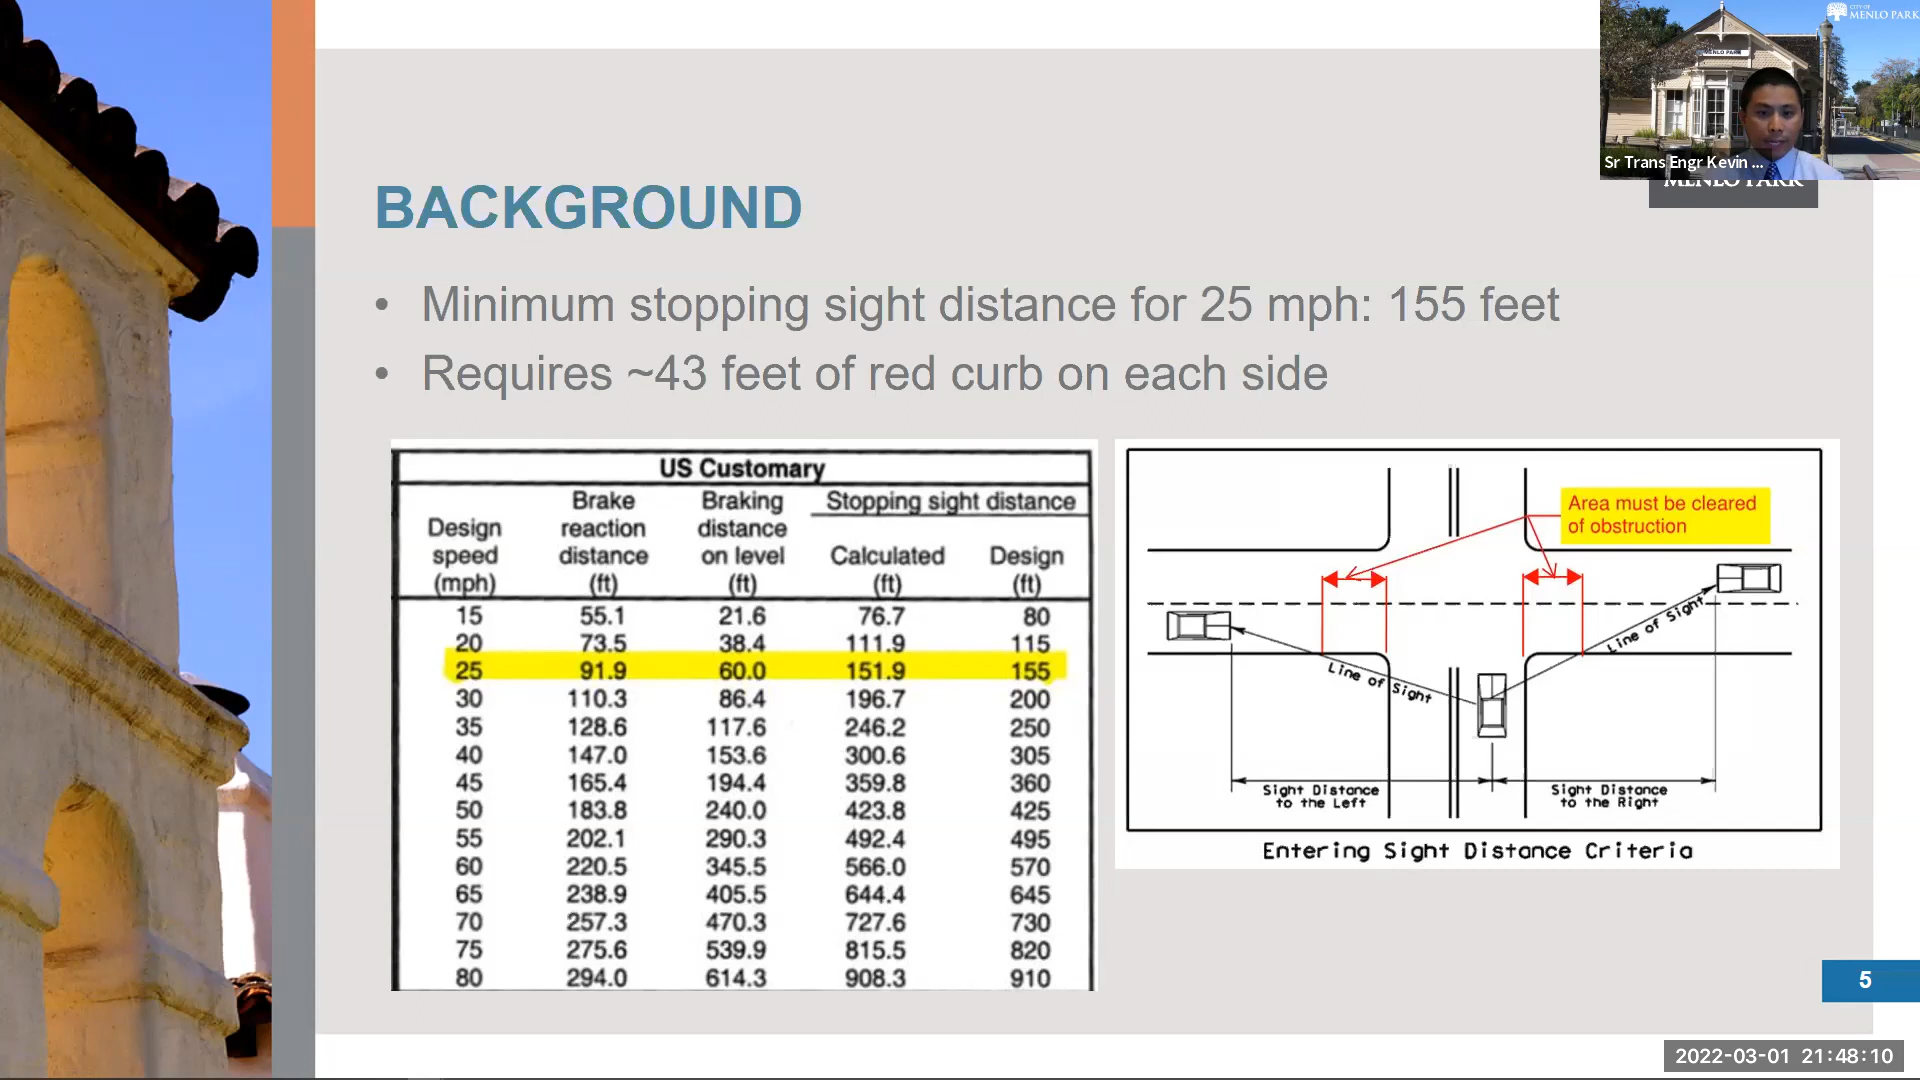 CITY OF
MENLO PARK
MENLO PARK
Sr Trans Engr Kevin ...
MENLO PARK
BACKGROUND
• Minimum stopping sight distance for 25 mph: 155 feet
• Requires ~43 feet of red curb on each side
US Customary
Design speed (mph) Brake reaction distance (ft) Braking distance on level (ft) Stopping sight distance Calculated (ft) Design (ft)
15 55.1 21.6 76.7 80
20 73.5 38.4 111.9 115
25 91.9 60.0 151.9 155
30 110.3 86.4 196.7 200
35 128.6 117.6 246.2 250
40 147.0 153.6 300.6 305
45 165.4 194.4 359.8 360
50 183.8 240.0 423.8 425
55 202.1 290.3 492.4 495
60 220.5 345.5 566.0 570
65 238.9 405.5 644.4 645
70 257.3 470.3 727.6 730
75 275.6 539.9 815.5 820
80 294.0 614.3 908.3 910
Area must be cleared
of obstruction
Line of Sight
Line of Sight
Sight Distance
to the Left
Sight Distance
to the Right
Entering Sight Distance Criteria
5
2022-03-01 21:48:10